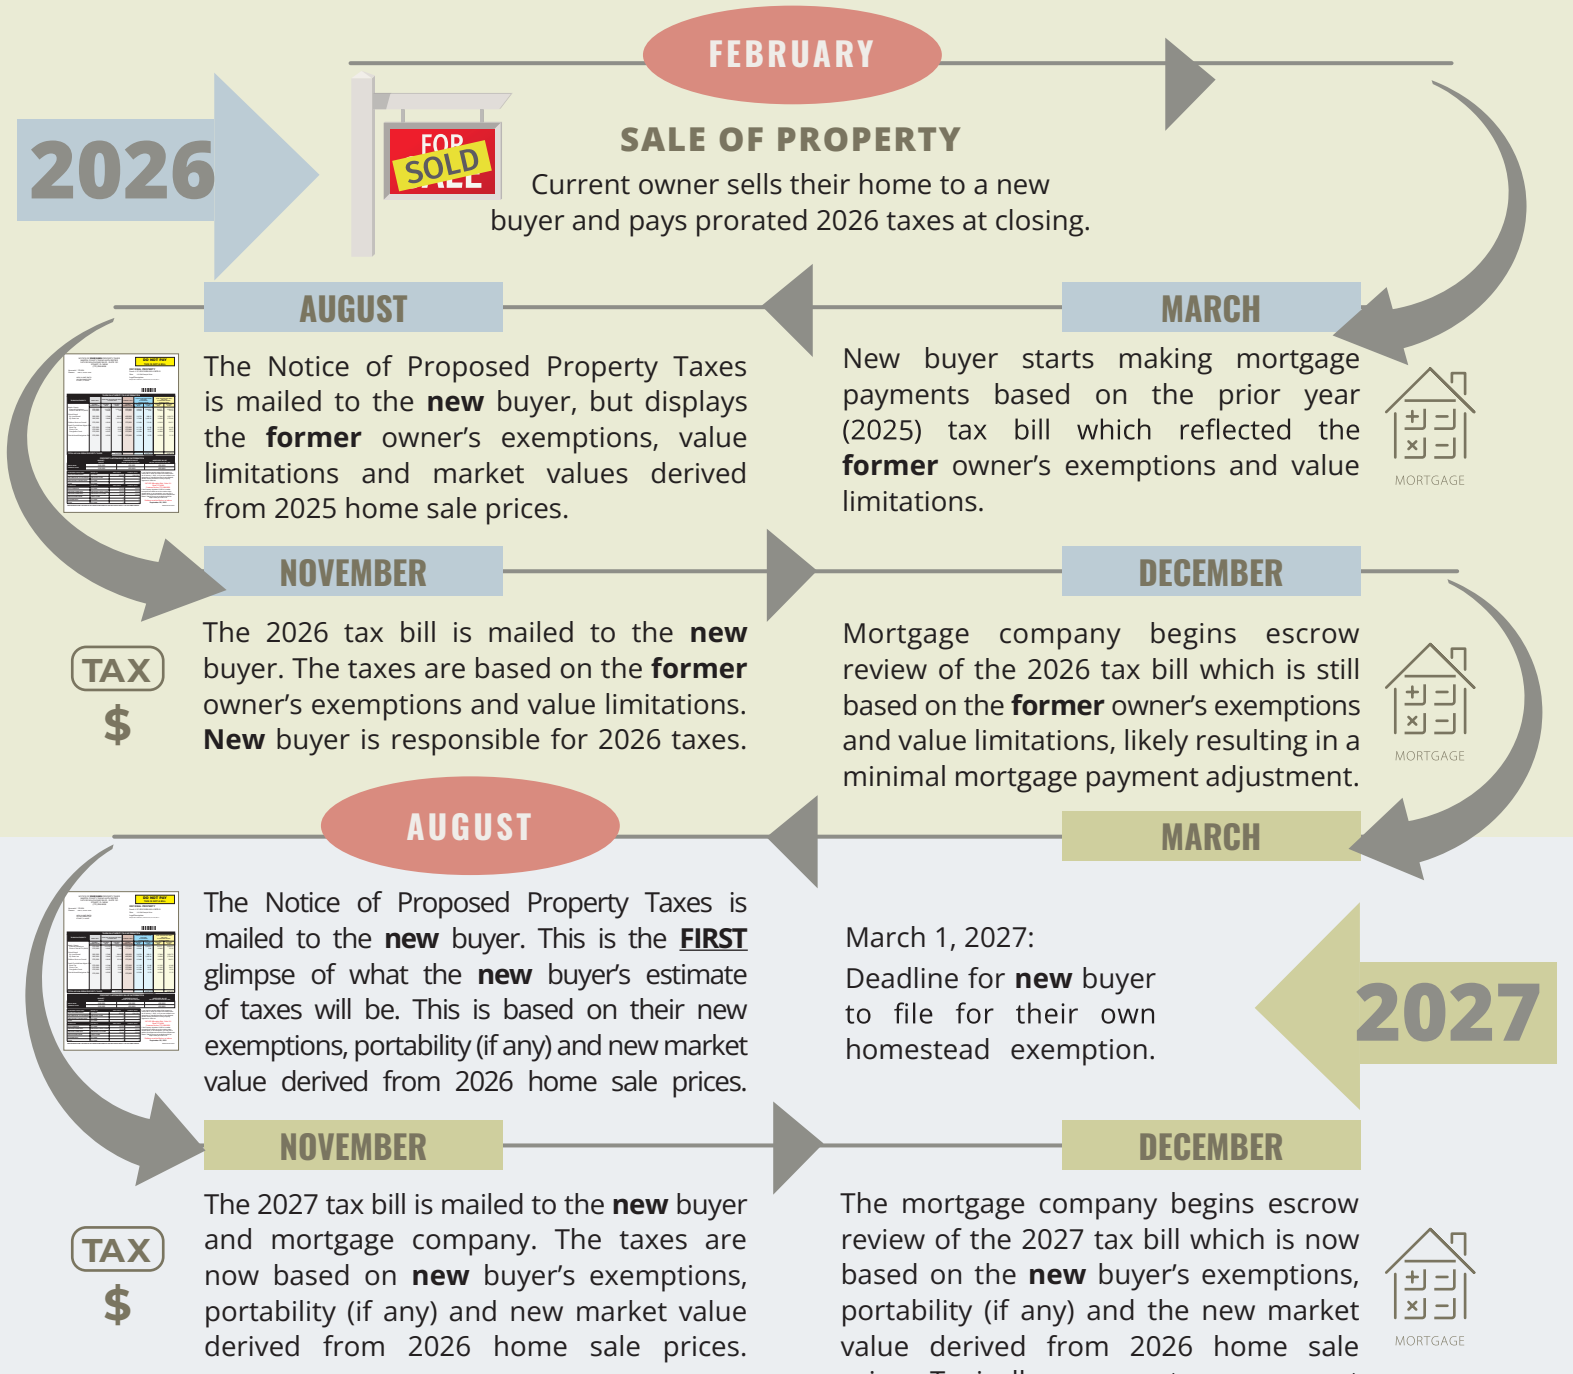 FEBRUARY
2026
FOR
SOLD
SALE OF PROPERTY
Current owner sells their home to a new
buyer and pays prorated 2026 taxes at closing.
MARCH
New buyer starts making mortgage
payments based on the prior year
(2025) tax bill which reflected the
former owner’s exemptions and value
limitations.
MORTGAGE
AUGUST
DO NOT PAY
The Notice of Proposed Property Taxes
is mailed to the new buyer, but displays
the former owner’s exemptions, value
limitations and market values derived
from 2025 home sale prices.
NOVEMBER
TAX
$
The 2026 tax bill is mailed to the new
buyer. The taxes are based on the former
owner’s exemptions and value limitations.
New buyer is responsible for 2026 taxes.
DECEMBER
Mortgage company begins escrow
review of the 2026 tax bill which is still
based on the former owner’s exemptions
and value limitations, likely resulting in a
minimal mortgage payment adjustment.
MORTGAGE
MARCH
2027
March 1, 2027:
Deadline for new buyer
to file for their own
homestead exemption.
AUGUST
DO NOT PAY
The Notice of Proposed Property Taxes is
mailed to the new buyer. This is the FIRST
glimpse of what the new buyer’s estimate
of taxes will be. This is based on their new
exemptions, portability (if any) and new market
value derived from 2026 home sale prices.
NOVEMBER
TAX
$
The 2027 tax bill is mailed to the new buyer
and mortgage company. The taxes are
now based on new buyer’s exemptions,
portability (if any) and new market value
derived from 2026 home sale prices.
DECEMBER
The mortgage company begins escrow
review of the 2027 tax bill which is now
based on the new buyer’s exemptions,
portability (if any) and the new market
value derived from 2026 home sale
MORTGAGE